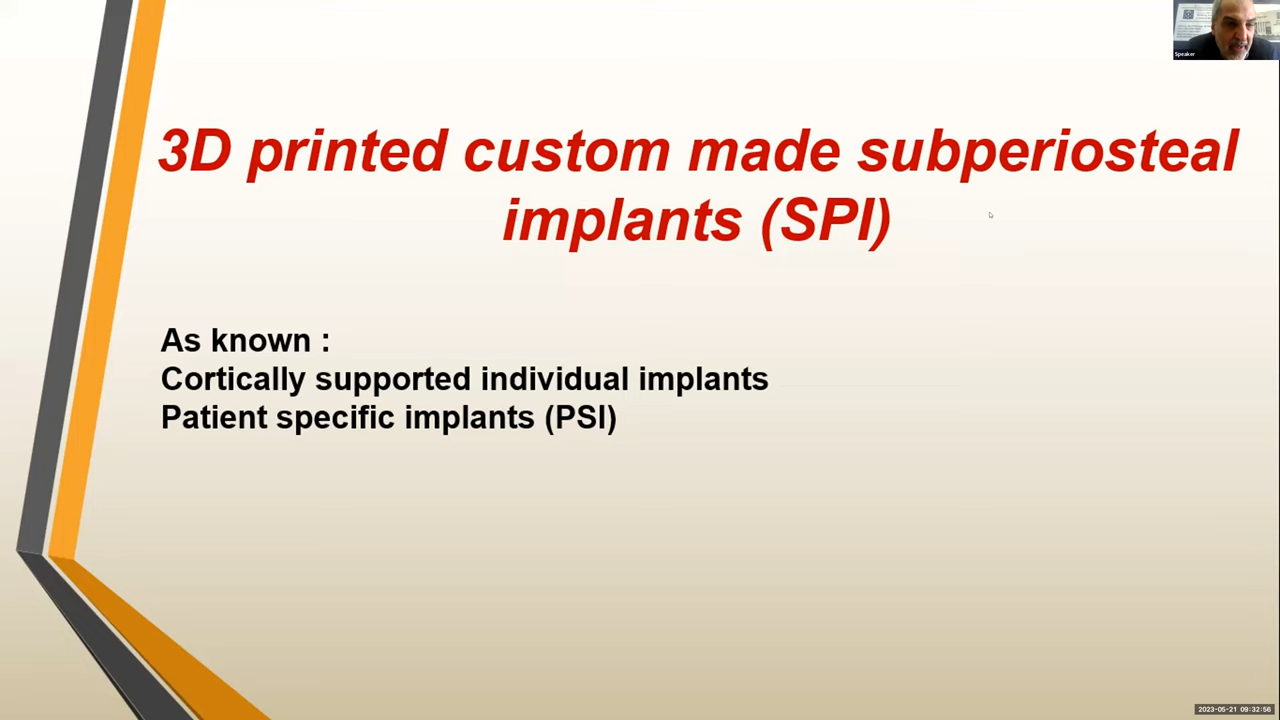 Speaker
3D printed custom made subperiosteal
implants (SPI)
As known :
Cortically supported individual implants
Patient specific implants (PSI)
2023-05-21 09:32:56